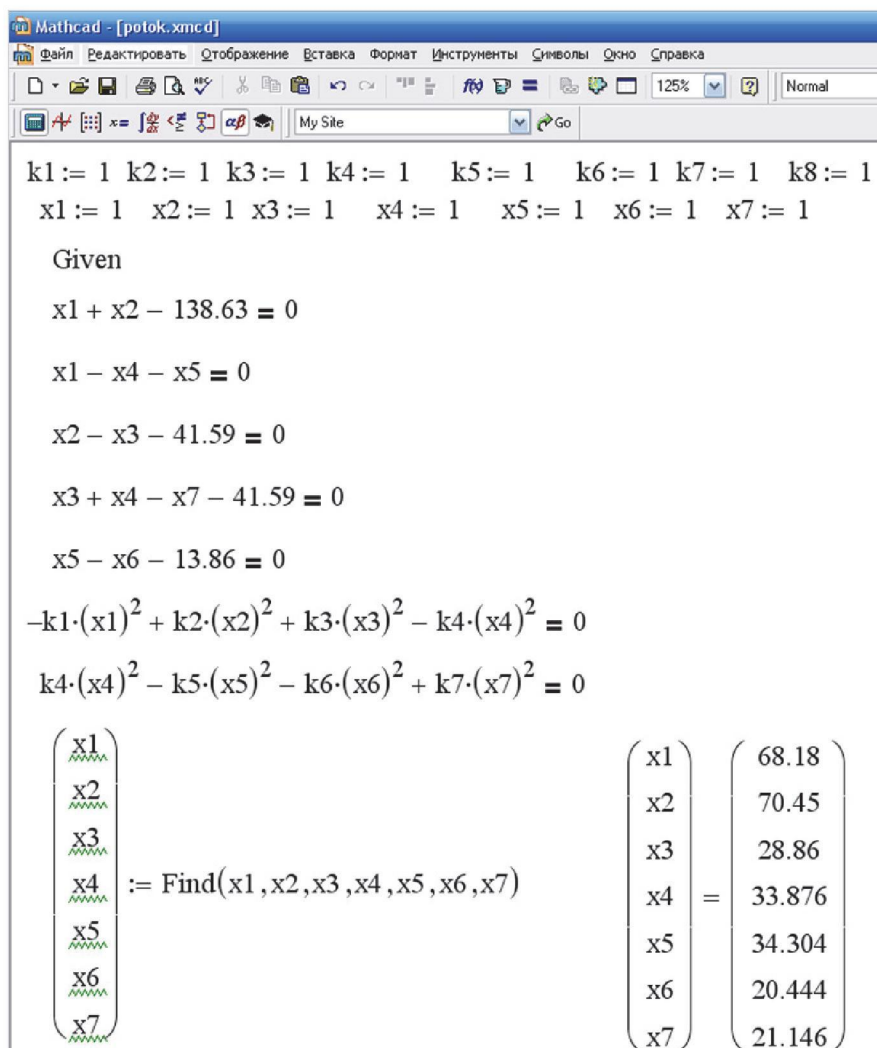 Mathcad - [potok.xmcd]
Файл Редактировать Отображение Вставка Формат Инструменты Символы Окно Справка
125% Normal
My Site Go
k1 := 1 k2 := 1 k3 := 1 k4 := 1 k5 := 1 k6 := 1 k7 := 1 k8 := 1
x1 := 1 x2 := 1 x3 := 1 x4 := 1 x5 := 1 x6 := 1 x7 := 1
Given
x1 + x2 − 138.63 = 0
x1 − x4 − x5 = 0
x2 − x3 − 41.59 = 0
x3 + x4 − x7 − 41.59 = 0
x5 − x6 − 13.86 = 0
−k1·(x1)² + k2·(x2)² + k3·(x3)² − k4·(x4)² = 0
k4·(x4)² − k5·(x5)² − k6·(x6)² + k7·(x7)² = 0
x1 x1 68.18
x2 x2 70.45
x3 x3 28.86
x4 := Find(x1,x2,x3,x4,x5,x6,x7) x4 = 33.876
x5 x5 34.304
x6 x6 20.444
x7 x7 21.146